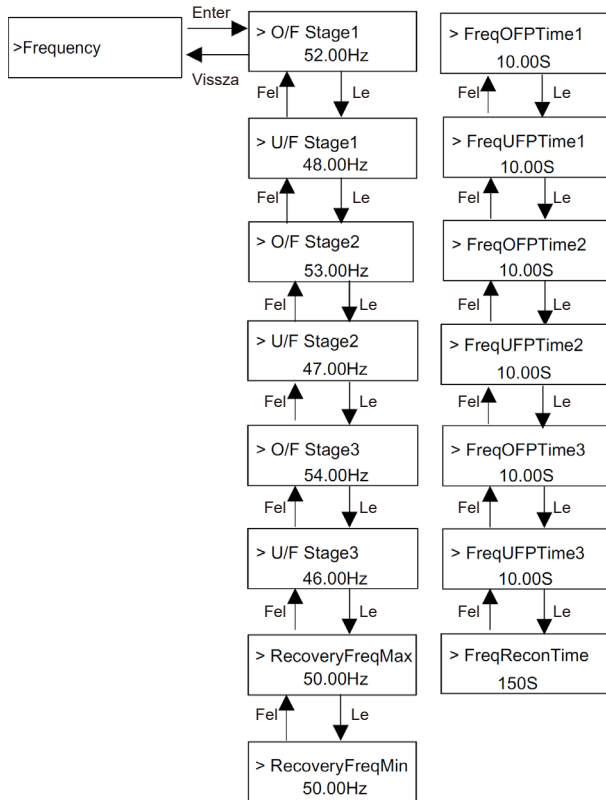 >Frequency
Enter
Vissza
> O/F Stage1
52.00Hz
Fel
Le
> U/F Stage1
48.00Hz
Fel
Le
> O/F Stage2
53.00Hz
Fel
Le
> U/F Stage2
47.00Hz
Fel
Le
> O/F Stage3
54.00Hz
Fel
Le
> U/F Stage3
46.00Hz
Fel
Le
> RecoveryFreqMax
50.00Hz
Fel
Le
> RecoveryFreqMin
50.00Hz
> FreqOFPTime1
10.00S
Fel
Le
> FreqUFPTime1
10.00S
Fel
Le
> FreqOFPTime2
10.00S
Fel
Le
> FreqUFPTime2
10.00S
Fel
Le
> FreqOFPTime3
10.00S
Fel
Le
> FreqUFPTime3
10.00S
Fel
Le
> FreqReconTime
150S